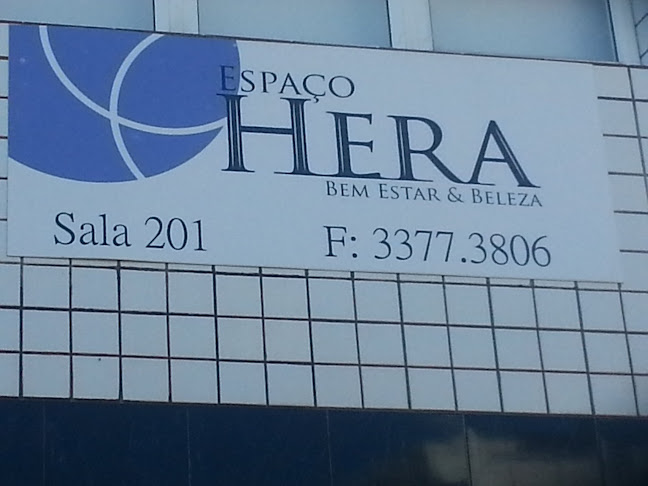 Espaço
Hera
Bem Estar & Beleza
Sala 201
F: 3377.3806